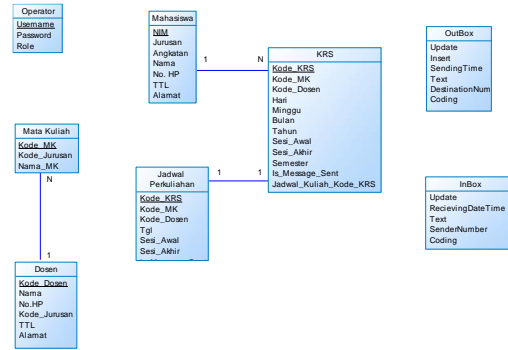 Operator
Username
Password
Role
Mahasiswa
NIM
Jurusan
Angkatan
Nama
No. HP
TTL
Alamat
1
N
KRS
Kode_KRS
Kode_MK
Kode_Dosen
Hari
Minggu
Bulan
Tahun
Sesi_Awal
Sesi_Akhir
Semester
Is_Message_Sent
Jadwal_Kuliah_Kode_KRS
OutBox
Update
Insert
SendingTime
Text
DestinationNum
Coding
Mata Kuliah
Kode_MK
Kode_Jurusan
Nama_MK
N
1
Jadwal
Perkuliahan
Kode_KRS
Kode_MK
Kode_Dosen
Tgl
Sesi_Awal
Sesi_Akhir
1
1
InBox
Update
RecievingDateTime
Text
SenderNumber
Coding
Dosen
Kode_Dosen
Nama
No.HP
Kode_Jurusan
TTL
Alamat